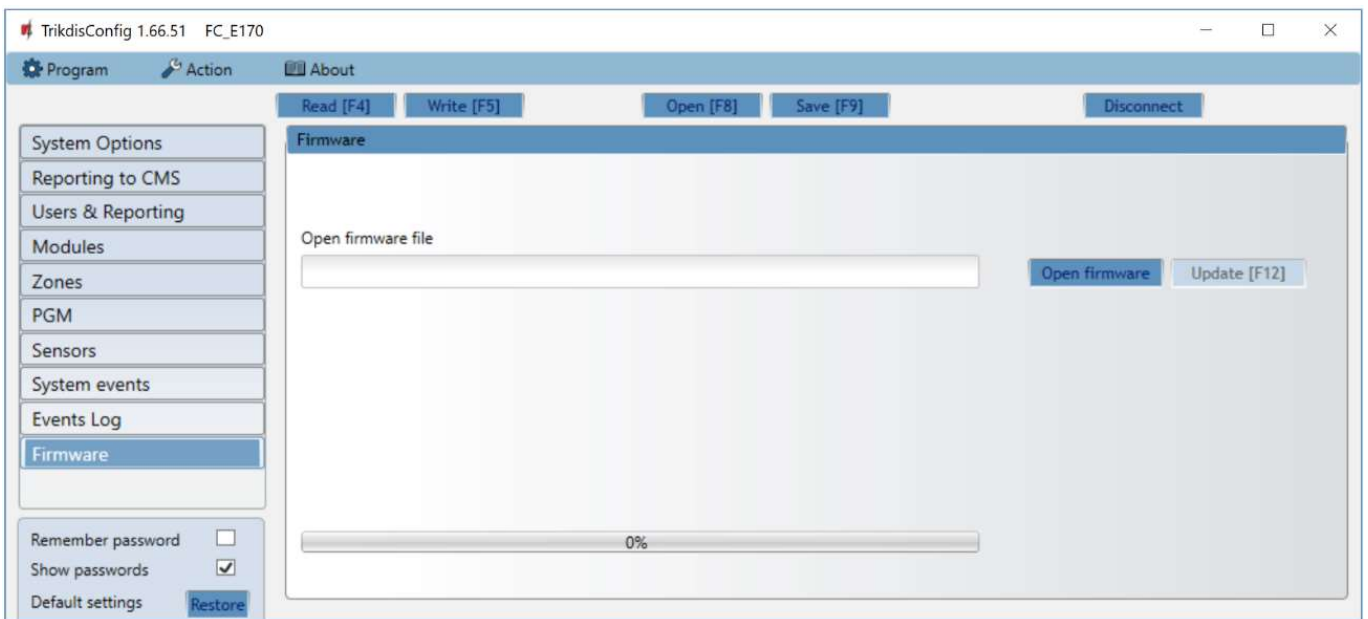 TrikdisConfig 1.66.51 FC_E170
Program Action About
Read [F4] Write [F5] Open [F8] Save [F9] Disconnect
System Options
Reporting to CMS
Users & Reporting
Modules
Zones
PGM
Sensors
System events
Events Log
Firmware
Firmware
Open firmware file
Open firmware Update [F12]
0%
Remember password
Show passwords
Default settings Restore